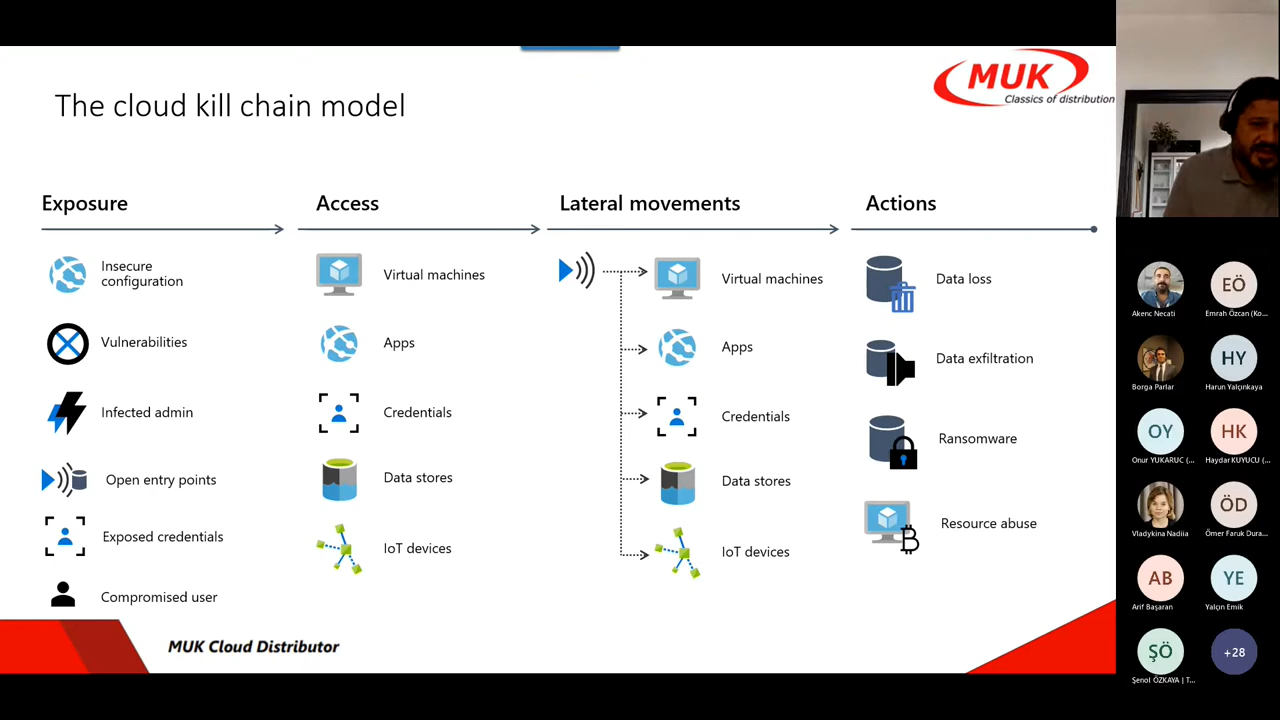 MUK
Classics of distribution
The cloud kill chain model
Exposure
Insecure
configuration
Vulnerabilities
Infected admin
Open entry points
Exposed credentials
Compromised user
Access
Virtual machines
Apps
Credentials
Data stores
IoT devices
Lateral movements
Virtual machines
Apps
Credentials
Data stores
IoT devices
Actions
Data loss
Data exfiltration
Ransomware
Resource abuse
MUK Cloud Distributor
Akenc Necati
EÖ
Emrah Özcan (Ko...
Borga Parlar
HY
Harun Yalçınkaya
OY
Onur YUKARUC (...
HK
Haydar KUYUCU (...
Vladykina Nadiia
ÖD
Ömer Faruk Dura...
AB
Arif Başaran
YE
Yalçın Emik
ŞÖ
Şenol ÖZKAYA | T...
+28